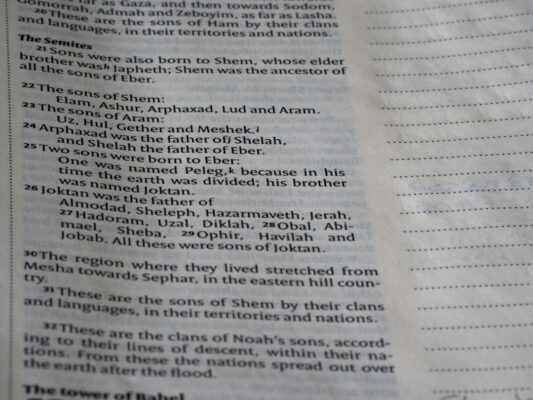 as far as Gaza, and then towards Sodom,
Gomorrah, Admah and Zeboyim, as far as Lasha.
20 These are the sons of Ham by their clans
and languages, in their territories and nations.
The Semites
21 Sons were also born to Shem, whose elder
brother was h Japheth; Shem was the ancestor of
all the sons of Eber.
22 The sons of Shem:
Elam, Ashur, Arphaxad, Lud and Aram.
23 The sons of Aram:
Uz, Hul, Gether and Meshek. i
24 Arphaxad was the father of j Shelah,
and Shelah the father of Eber.
25 Two sons were born to Eber:
One was named Peleg, k because in his
time the earth was divided; his brother
was named Joktan.
26 Joktan was the father of
Almodad, Sheleph, Hazarmaveth, Jerah,
27 Hadoram, Uzal, Diklah, 28 Obal, Abi-
mael, Sheba, 29 Ophir, Havilah and
Jobab. All these were sons of Joktan.
30 The region where they lived stretched from
Mesha towards Sephar, in the eastern hill coun-
try.
31 These are the sons of Shem by their clans
and languages, in their territories and nations.
32 These are the clans of Noah's sons, accord-
ing to their lines of descent, within their na-
tions. From these the nations spread out over
the earth after the flood.
The tower of Babel